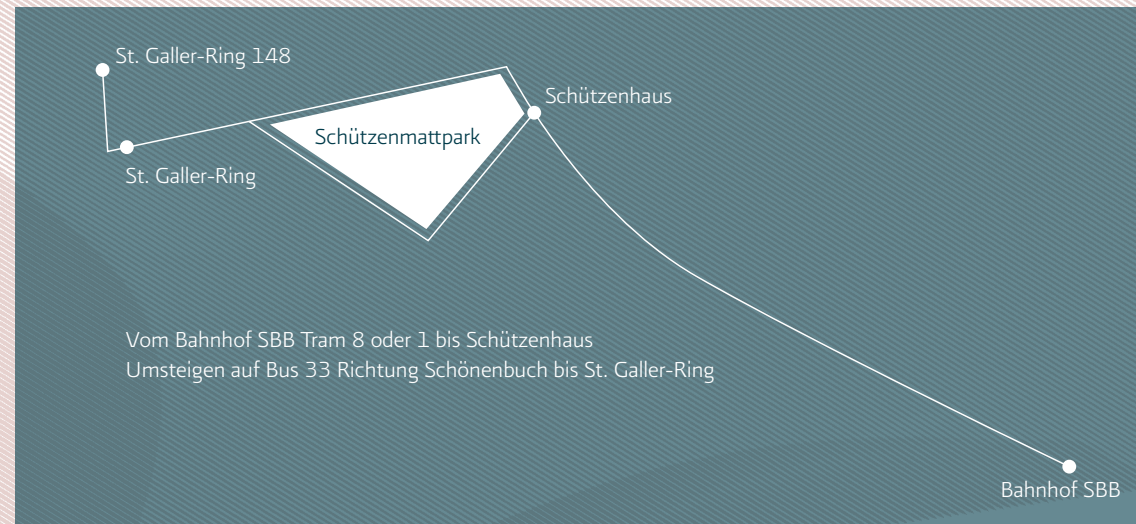 St. Galler-Ring 148
Schützenhaus
Schützenmattpark
St. Galler-Ring
Vom Bahnhof SBB Tram 8 oder 1 bis Schützenhaus
Umsteigen auf Bus 33 Richtung Schönenbuch bis St. Galler-Ring
Bahnhof SBB